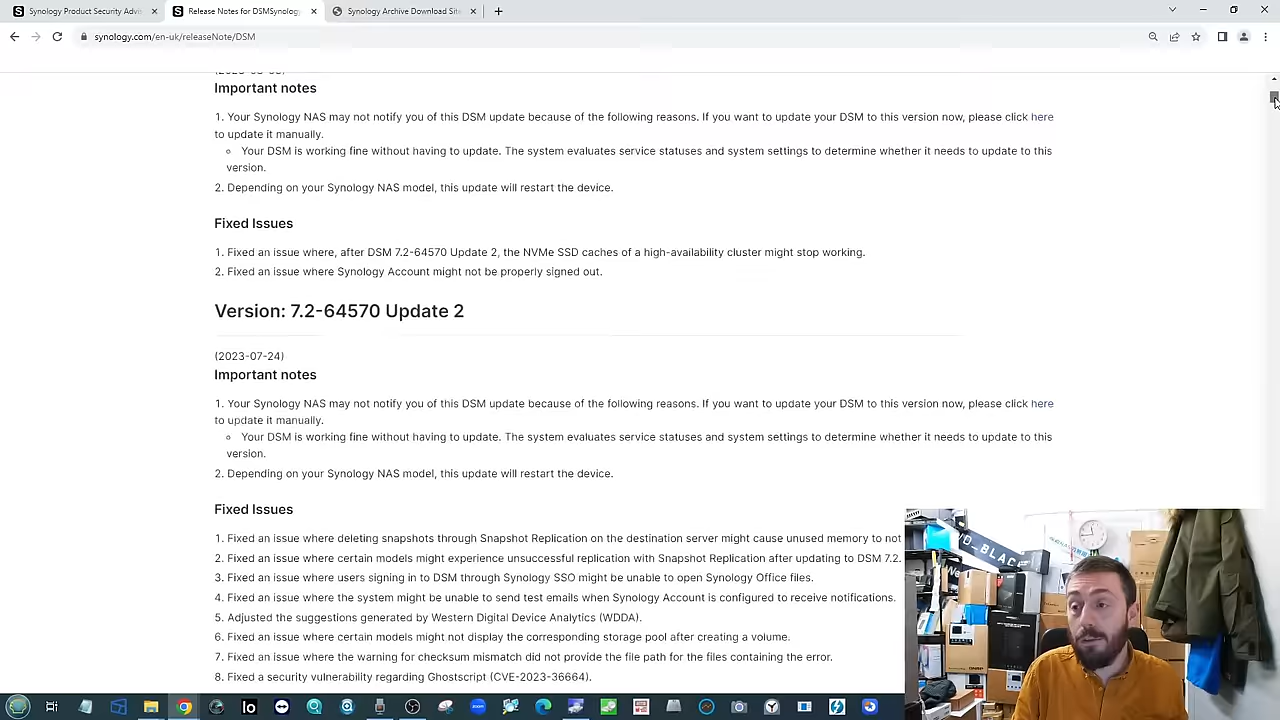 Synology Product Security Advi
Release Notes for DSMSynology
Synology Archive Download Site
synology.com/en-uk/releaseNote/DSM
Important notes
1. Your Synology NAS may not notify you of this DSM update because of the following reasons. If you want to update your DSM to this version now, please click here
to update it manually.
Your DSM is working fine without having to update. The system evaluates service statuses and system settings to determine whether it needs to update to this
version.
2. Depending on your Synology NAS model, this update will restart the device.
Fixed Issues
1. Fixed an issue where, after DSM 7.2-64570 Update 2, the NVMe SSD caches of a high-availability cluster might stop working.
2. Fixed an issue where Synology Account might not be properly signed out.
Version: 7.2-64570 Update 2
(2023-07-24)
Important notes
1. Your Synology NAS may not notify you of this DSM update because of the following reasons. If you want to update your DSM to this version now, please click here
to update it manually.
Your DSM is working fine without having to update. The system evaluates service statuses and system settings to determine whether it needs to update to this
version.
2. Depending on your Synology NAS model, this update will restart the device.
Fixed Issues
1. Fixed an issue where deleting snapshots through Snapshot Replication on the destination server might cause unused memory to not
2. Fixed an issue where certain models might experience unsuccessful replication with Snapshot Replication after updating to DSM 7.2.
3. Fixed an issue where users signing in to DSM through Synology SSO might be unable to open Synology Office files.
4. Fixed an issue where the system might be unable to send test emails when Synology Account is configured to receive notifications.
5. Adjusted the suggestions generated by Western Digital Device Analytics (WDDA).
6. Fixed an issue where certain models might not display the corresponding storage pool after creating a volume.
7. Fixed an issue where the warning for checksum mismatch did not provide the file path for the files containing the error.
8. Fixed a security vulnerability regarding Ghostscript (CVE-2023-36664).